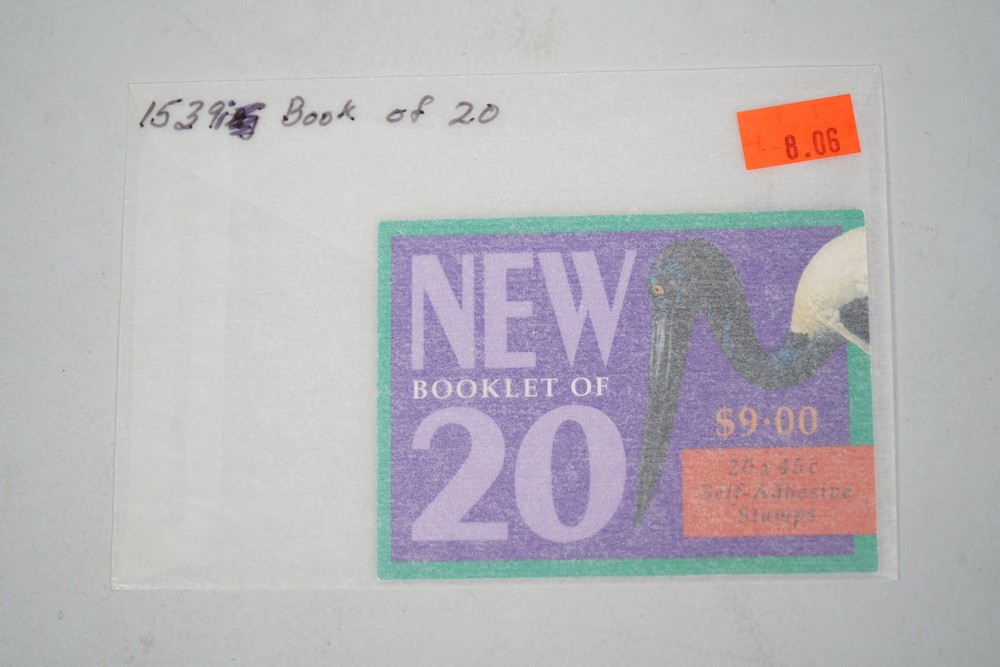 1539 Book of 20
8.06
NEW
BOOKLET OF
20
$9·00
20 x 45c
Self-Adhesive
Stamps